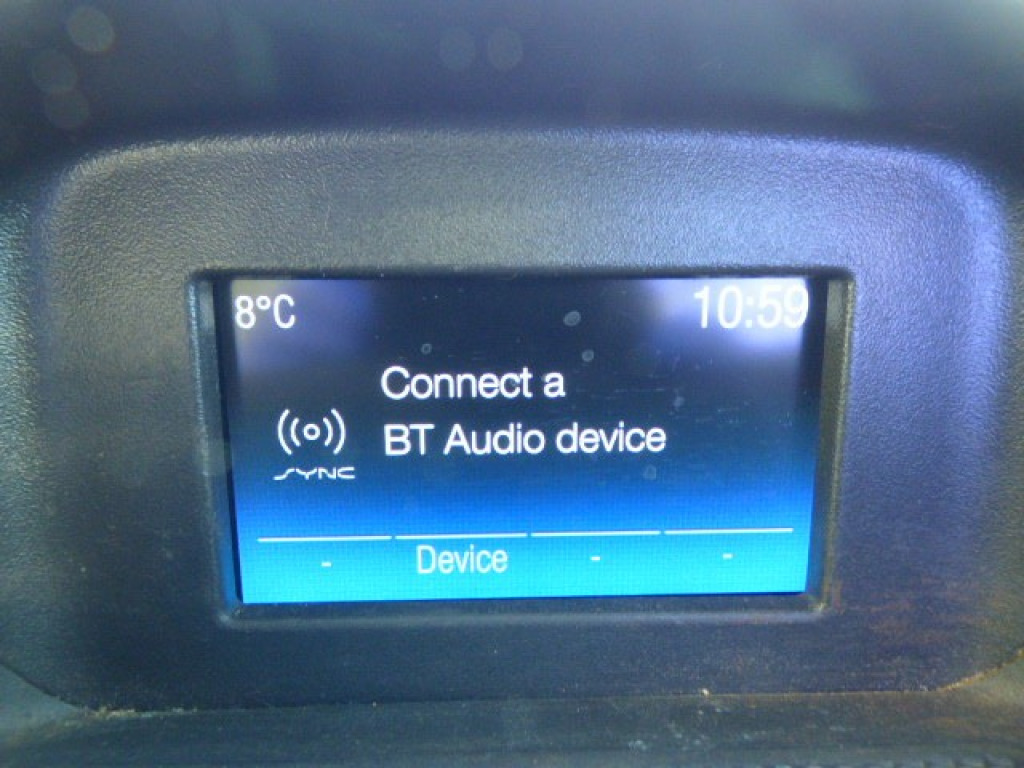 8°C 10:59
Connect a
BT Audio device
SYNC
- Device - -